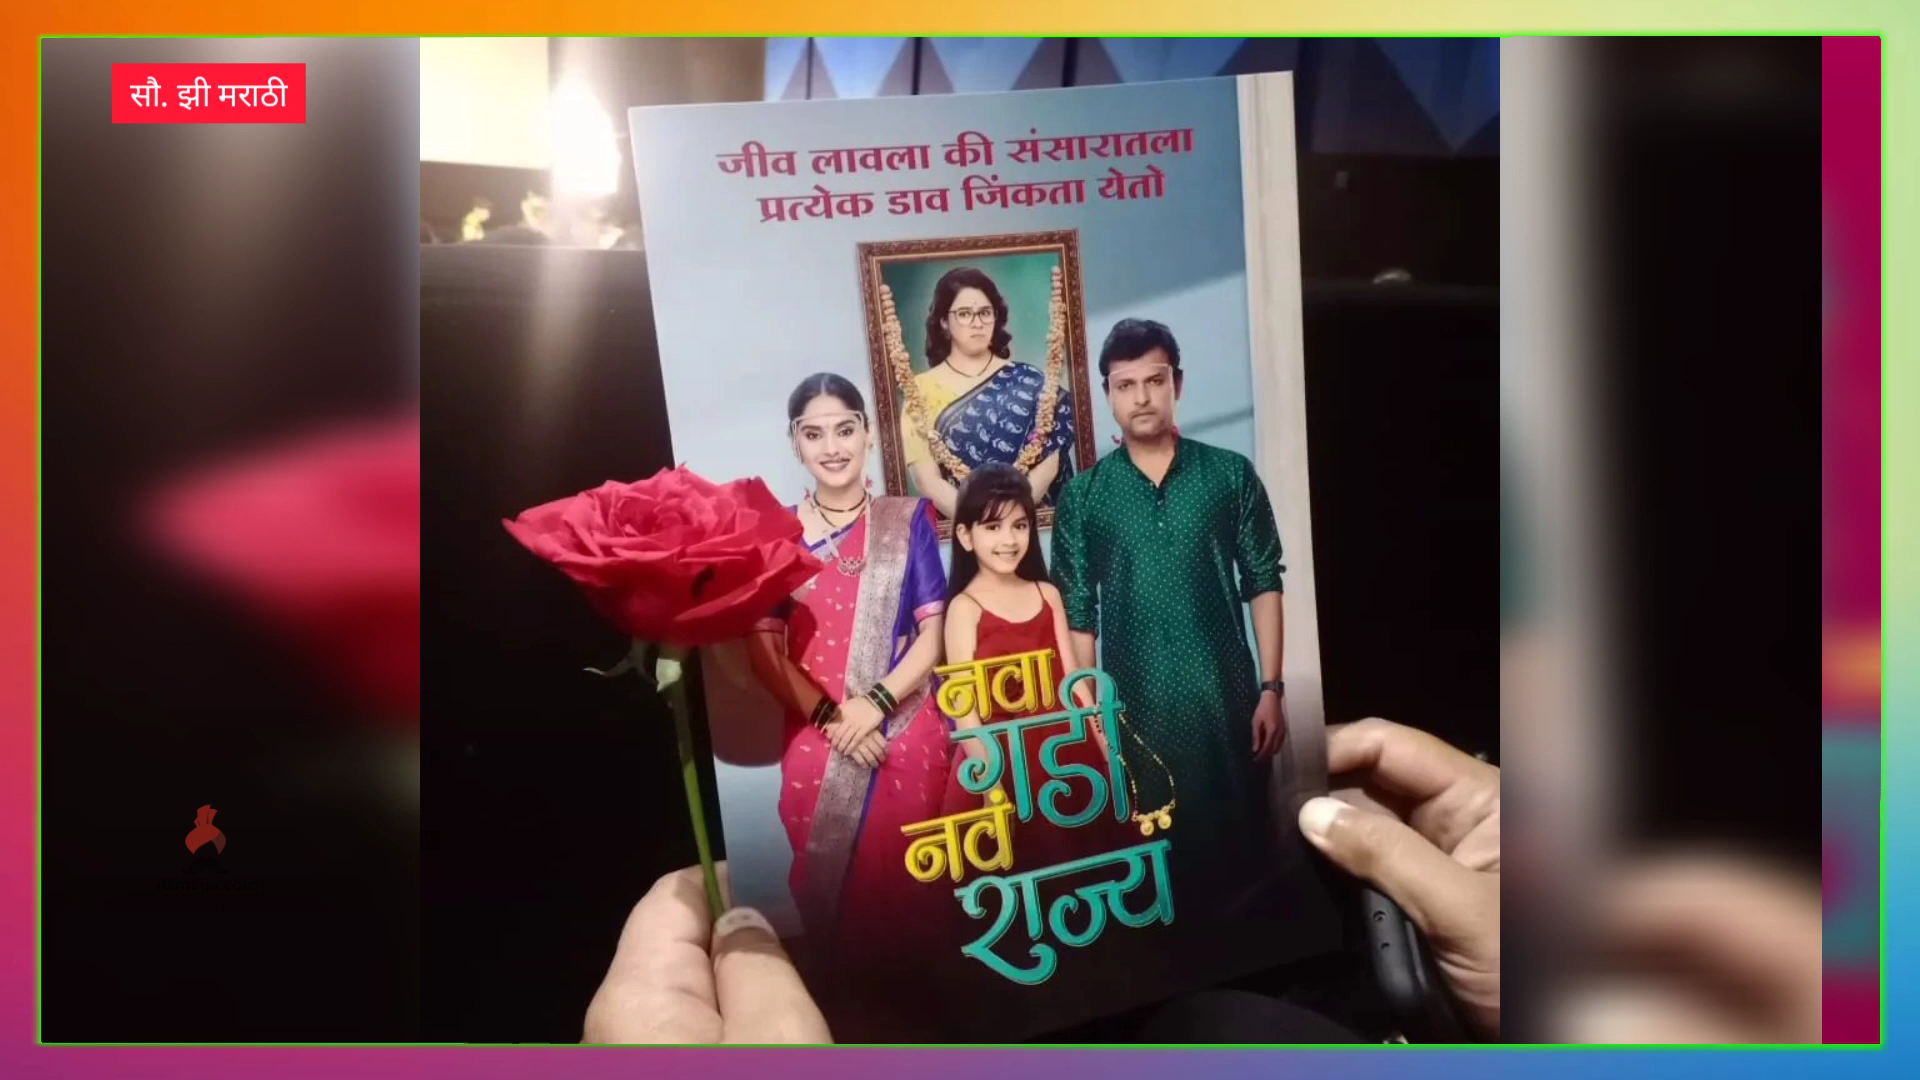 सौ. झी मराठी
जीव लावला की संसारातला
प्रत्येक डाव जिंकता येतो
नवा
गडी
नवं
राज्य